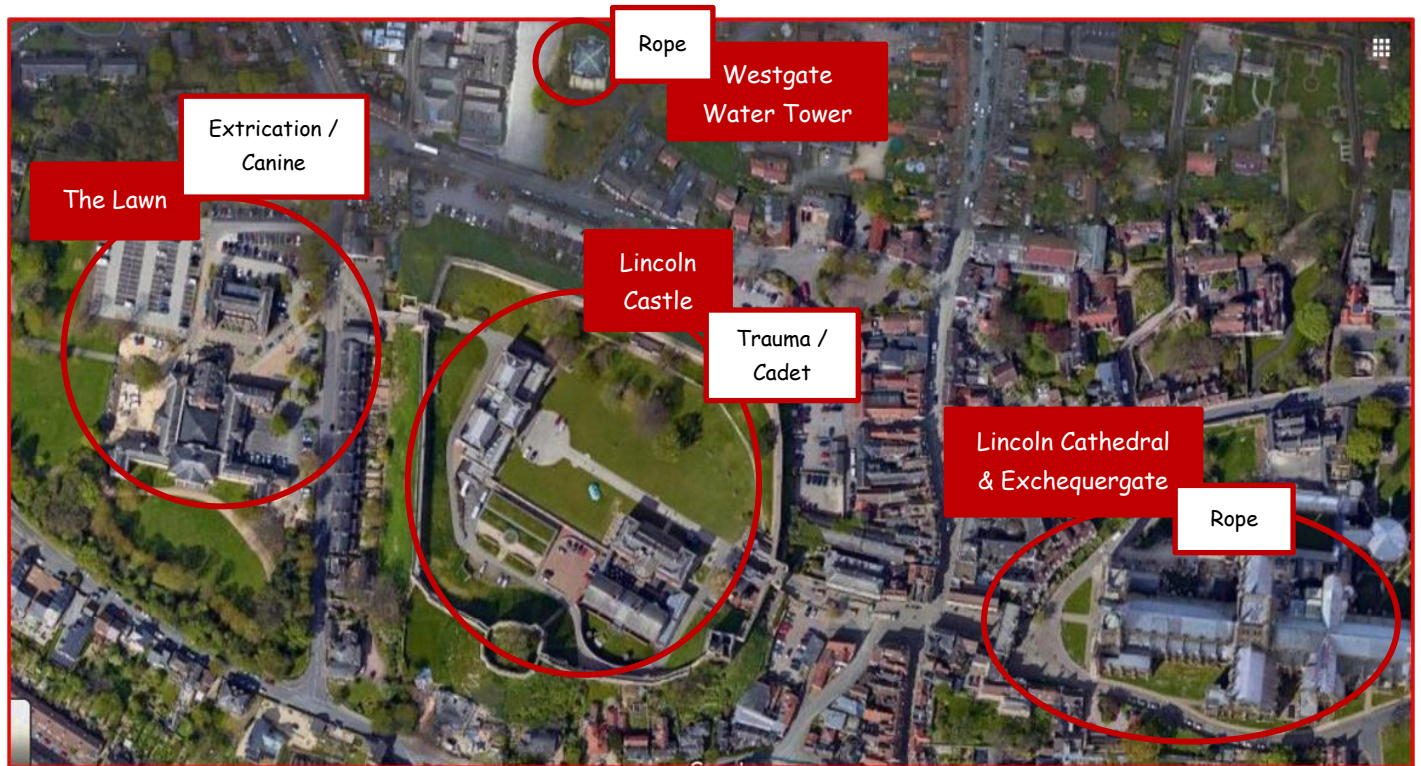 Rope
Westgate
Water Tower
Extrication /
Canine
The Lawn
Lincoln
Castle
Trauma /
Cadet
Lincoln Cathedral
& Exchequergate
Rope